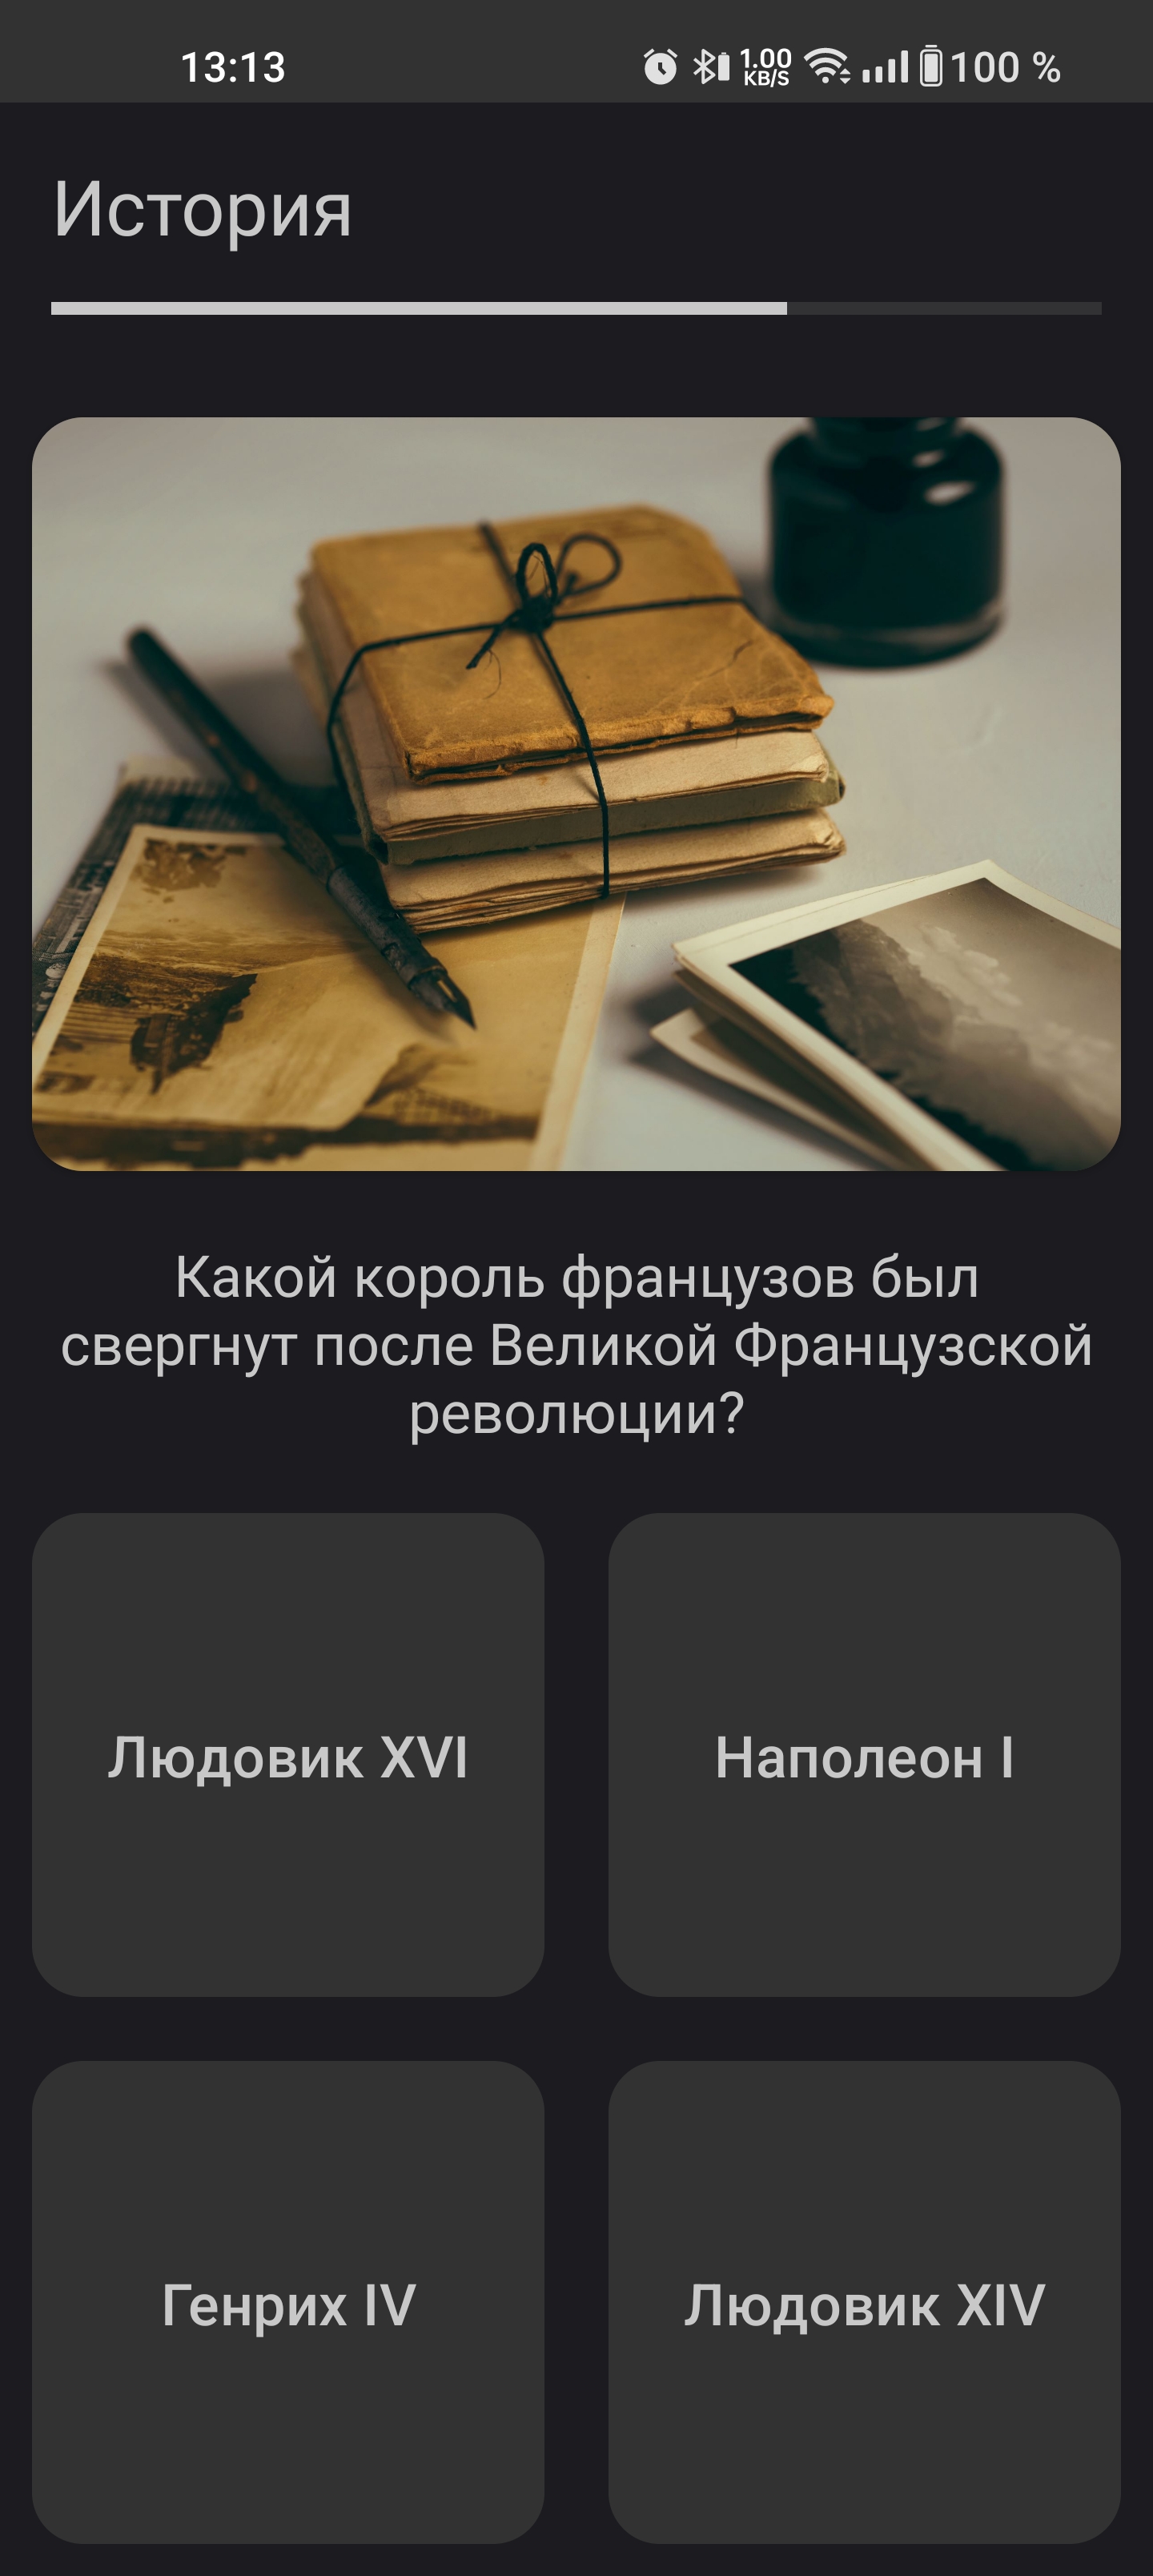 13:13
1.00
KB/S
100 %
История
Какой король французов был
свергнут после Великой Французской
революции?
Людовик XVI
Наполеон I
Генрих IV
Людовик XIV